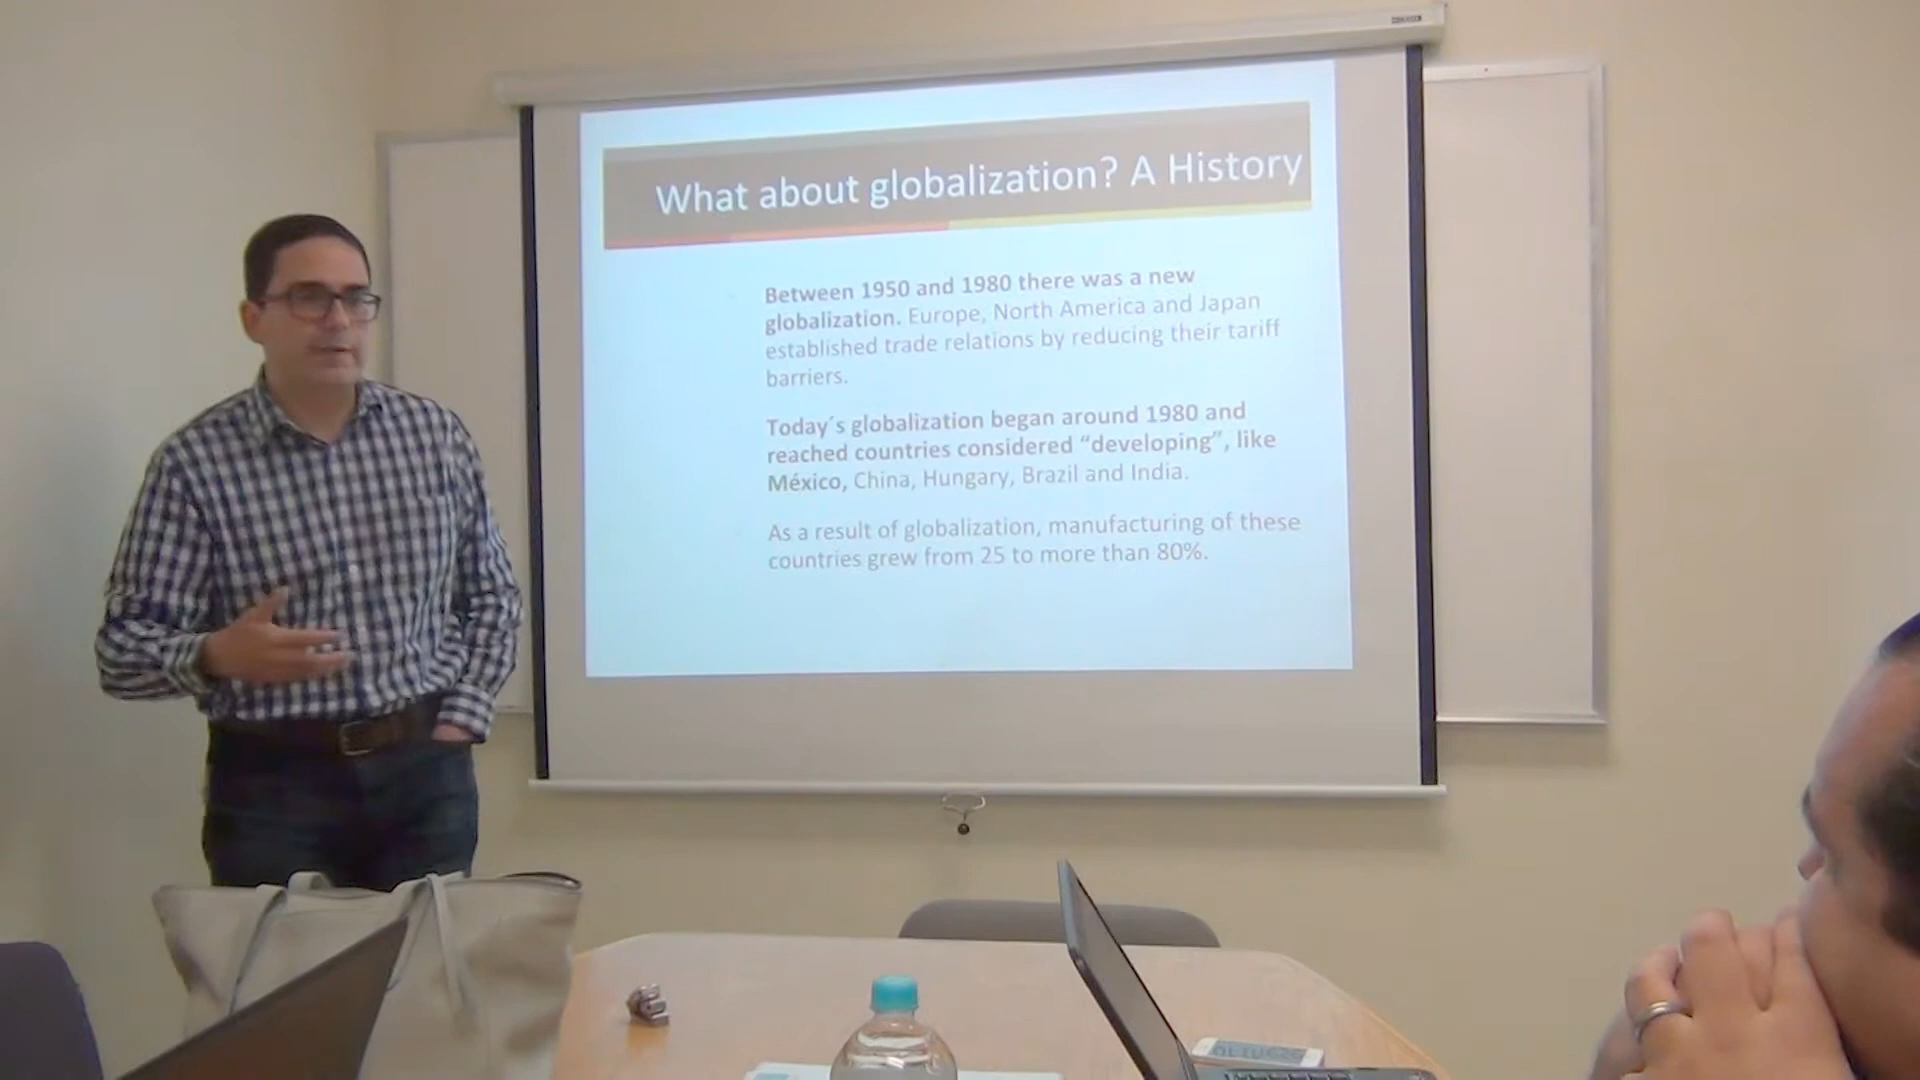 What about globalization? A History
Between 1950 and 1980 there was a new
globalization. Europe, North America and Japan
established trade relations by reducing their tariff
barriers.
Today´s globalization began around 1980 and
reached countries considered “developing”, like
México, China, Hungary, Brazil and India.
As a result of globalization, manufacturing of these
countries grew from 25 to more than 80%.